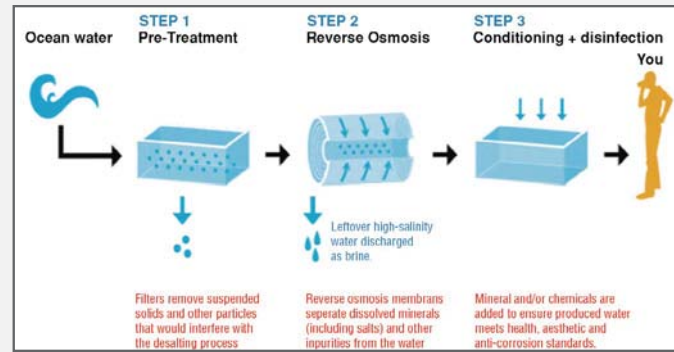 Ocean water
STEP 1
Pre-Treatment
STEP 2
Reverse Osmosis
STEP 3
Conditioning + disinfection
You
Leftover high-salinity
water discharged
as brine.
Filters remove suspended
solids and other particles
that would interfere with
the desalting process
Reverse osmosis membrans
seperate dissolved minerals
(including salts) and other
inpurities from the water
Mineral and/or chemicals are
added to ensure produced water
meets health, aesthetic and
anti-corrosion standards.